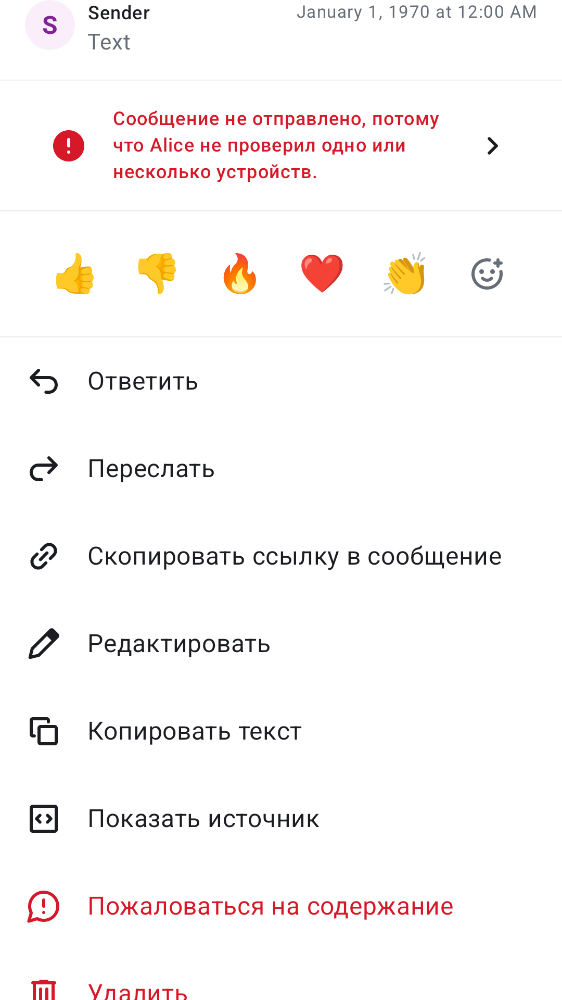 S
Sender
January 1, 1970 at 12:00 AM
Text
Сообщение не отправлено, потому
что Alice не проверил одно или
несколько устройств.
Ответить
Переслать
Скопировать ссылку в сообщение
Редактировать
Копировать текст
Показать источник
Пожаловаться на содержание
Удалить